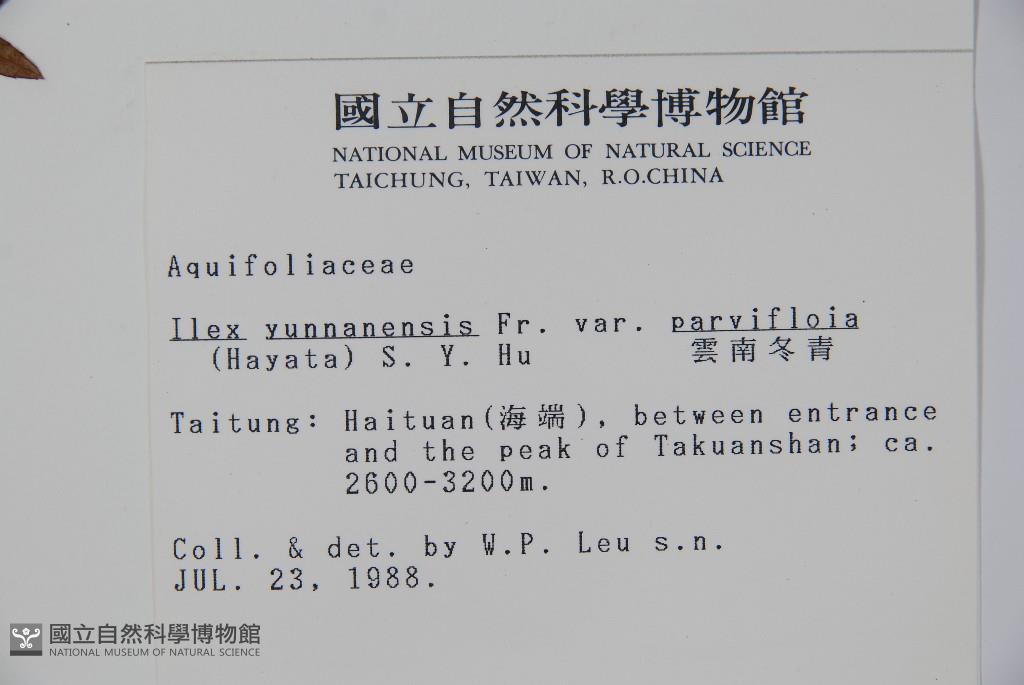 國立自然科學博物館
NATIONAL MUSEUM OF NATURAL SCIENCE
TAICHUNG, TAIWAN, R.O.CHINA
Aquifoliaceae
Ilex yunnanensis Fr. var. parvifloia
(Hayata) S. Y. Hu 雲南冬青
Taitung: Haituan(海端), between entrance
and the peak of Takuanshan; ca.
2600-3200m.
Coll. & det. by W.P. Leu s.n.
JUL. 23, 1988.
國立自然科學博物館
NATIONAL MUSEUM OF NATURAL SCIENCE